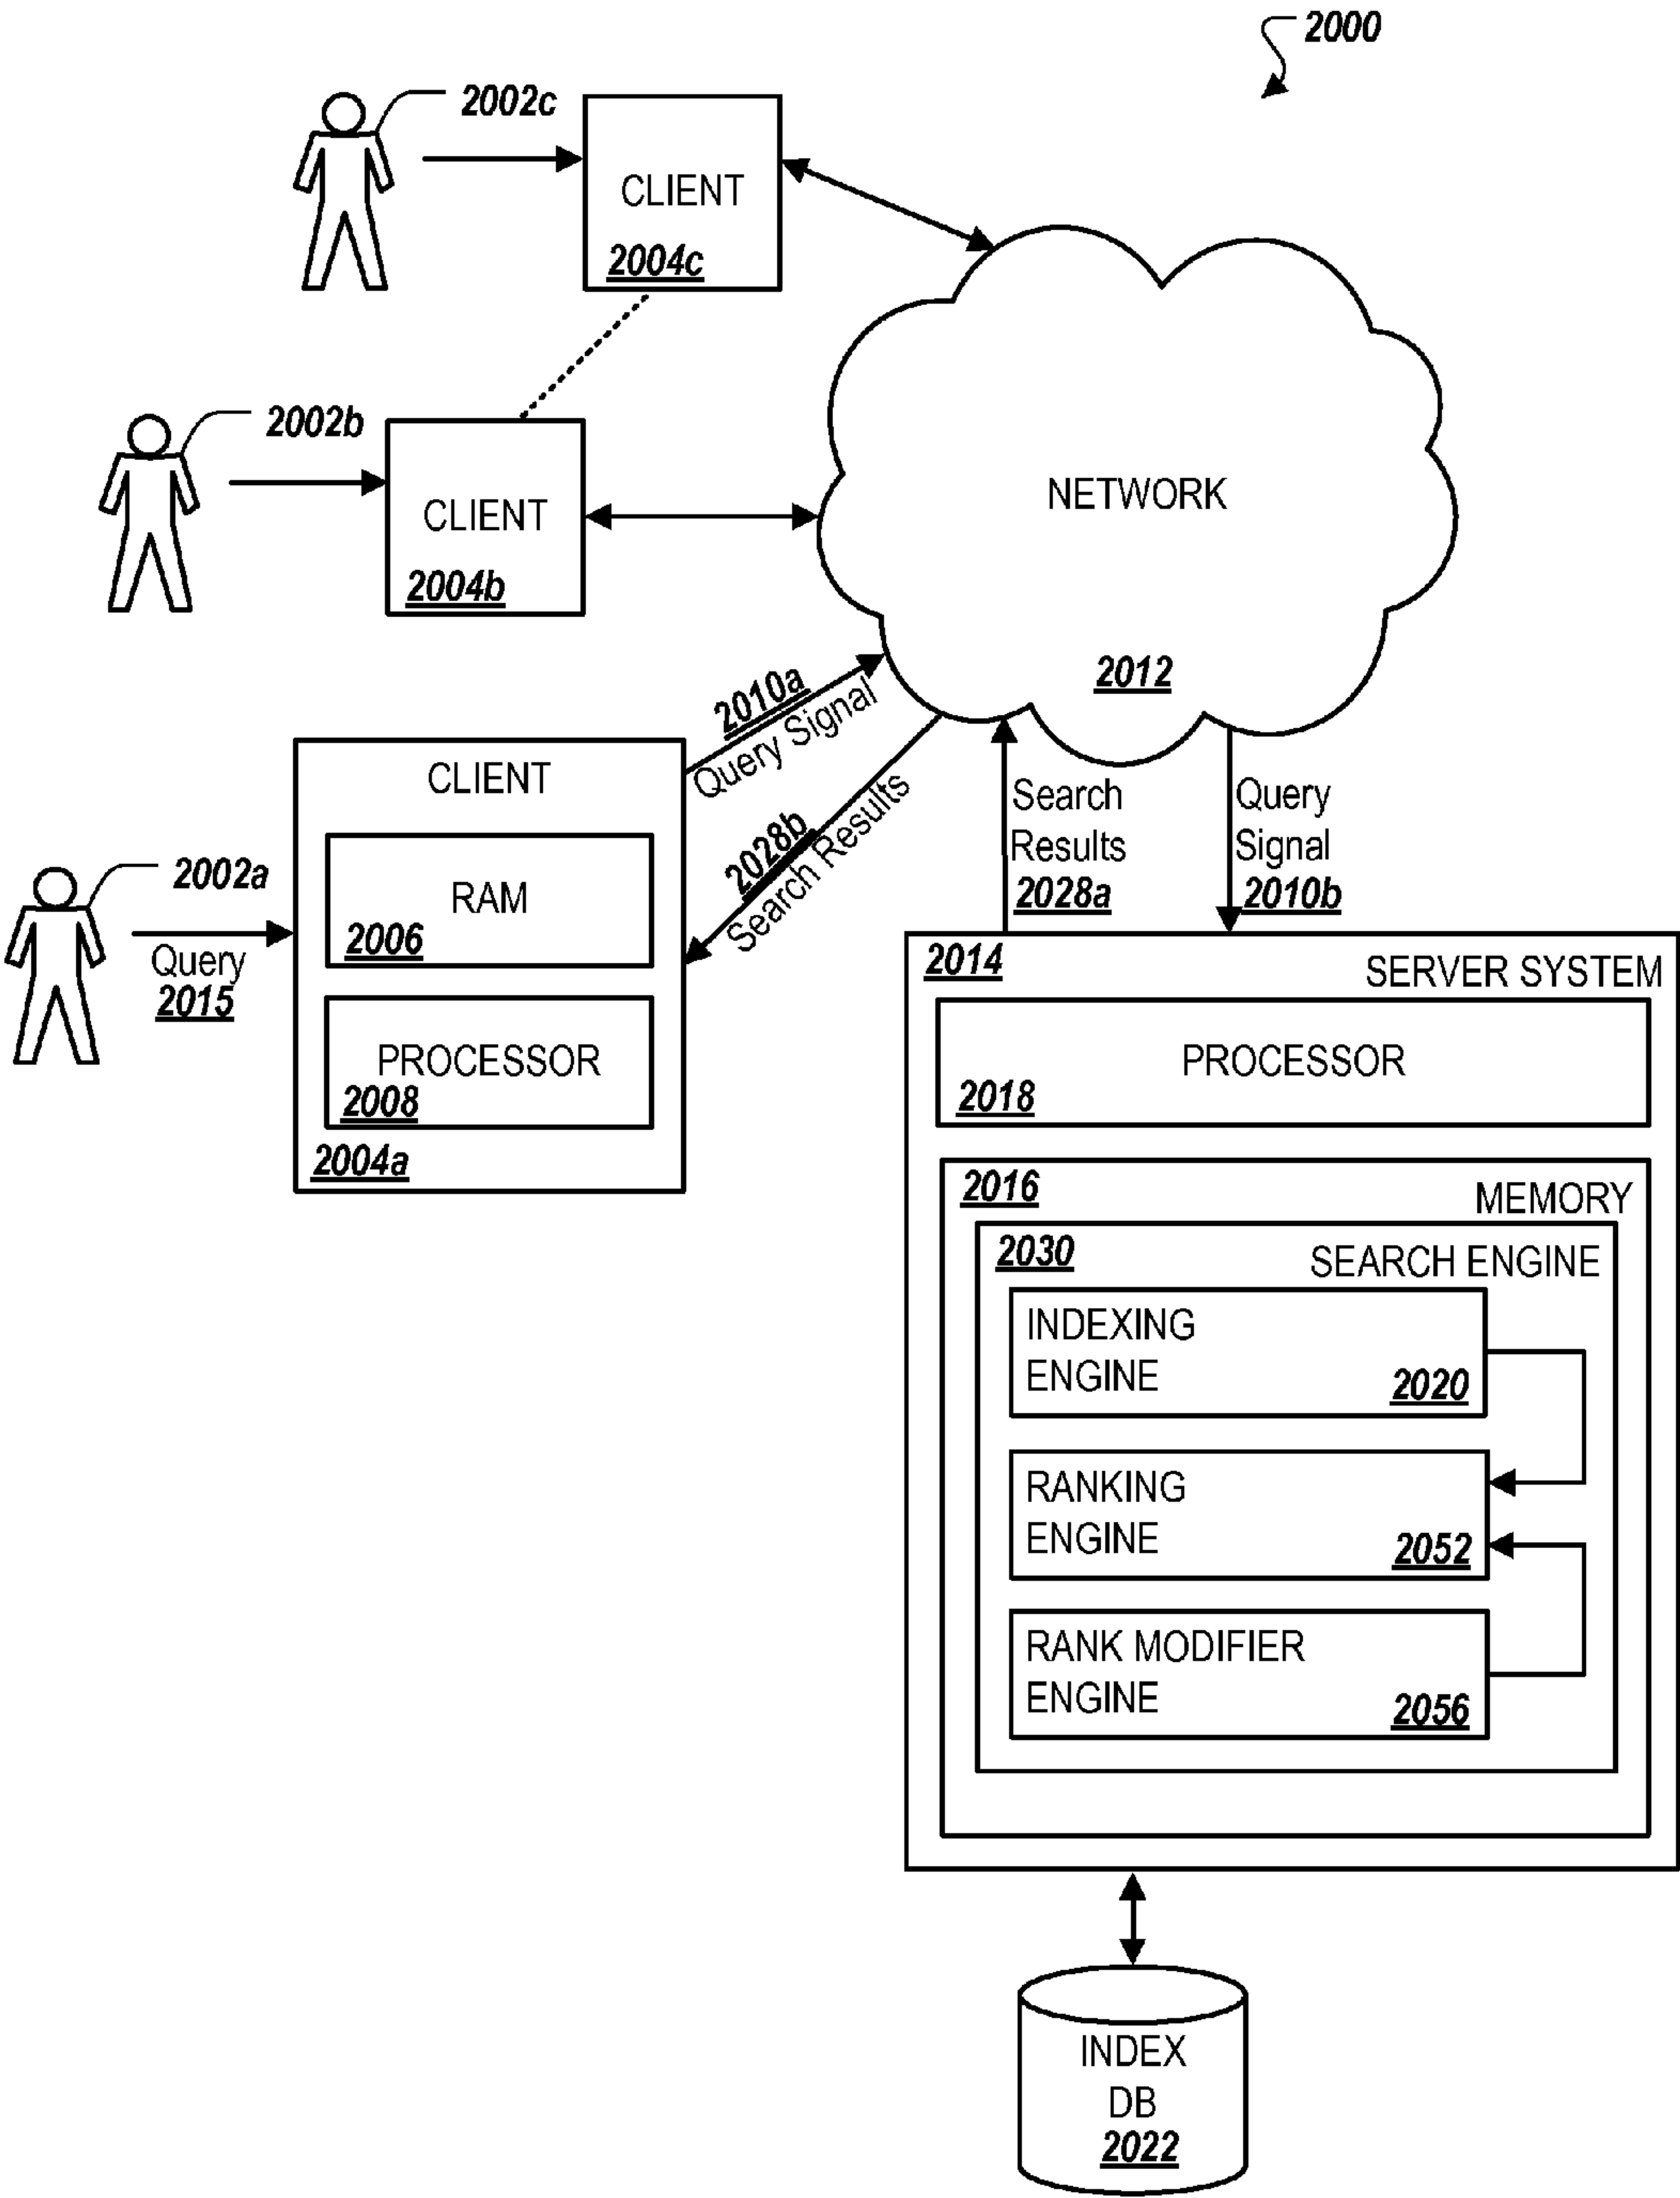 2000
2002c
CLIENT
2004c
2002b
CLIENT
2004b
NETWORK
2012
2010a
Query Signal
2028b
Search Results
Search
Results
2028a
Query
Signal
2010b
2002a
Query
2015
CLIENT
RAM
2006
PROCESSOR
2008
2004a
2014
SERVER SYSTEM
PROCESSOR
2018
2016
MEMORY
2030
SEARCH ENGINE
INDEXING
ENGINE
2020
RANKING
ENGINE
2052
RANK MODIFIER
ENGINE
2056
INDEX
DB
2022